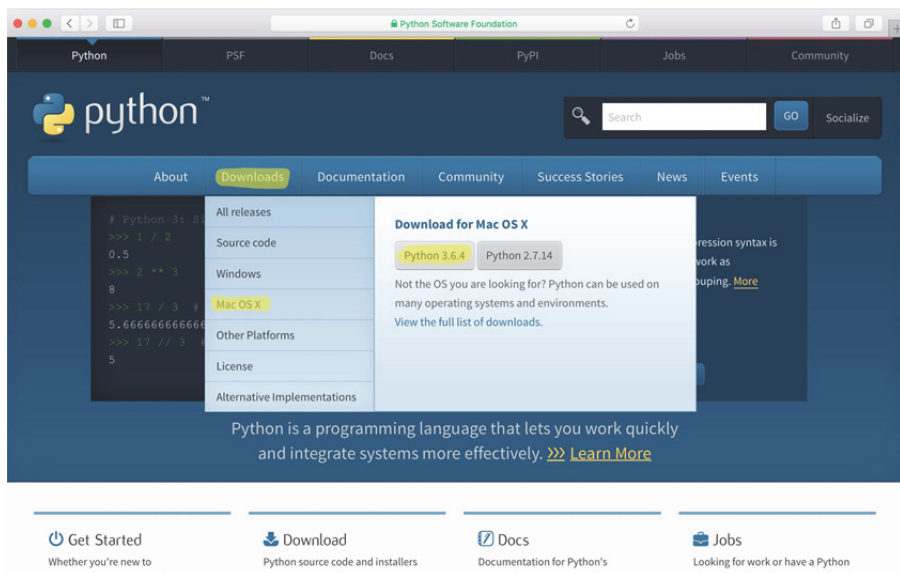 Python Software Foundation
Python PSF Docs PyPI Jobs Community
python™
Search GO Socialize
About Downloads Documentation Community Success Stories News Events
# Python 3: Si
>>> 1 / 2
0.5
>>> 2 ** 3
8
>>> 17 / 3 #
5.666666666666
>>> 17 // 3 #
5
All releases
Source code
Windows
Mac OS X
Other Platforms
License
Alternative Implementations
Download for Mac OS X
Python 3.6.4 Python 2.7.14
Not the OS you are looking for? Python can be used on
many operating systems and environments.
View the full list of downloads.
ression syntax is
work as
ouping. More
Python is a programming language that lets you work quickly
and integrate systems more effectively. >>> Learn More
Get Started
Whether you're new to
Download
Python source code and installers
Docs
Documentation for Python's
Jobs
Looking for work or have a Python